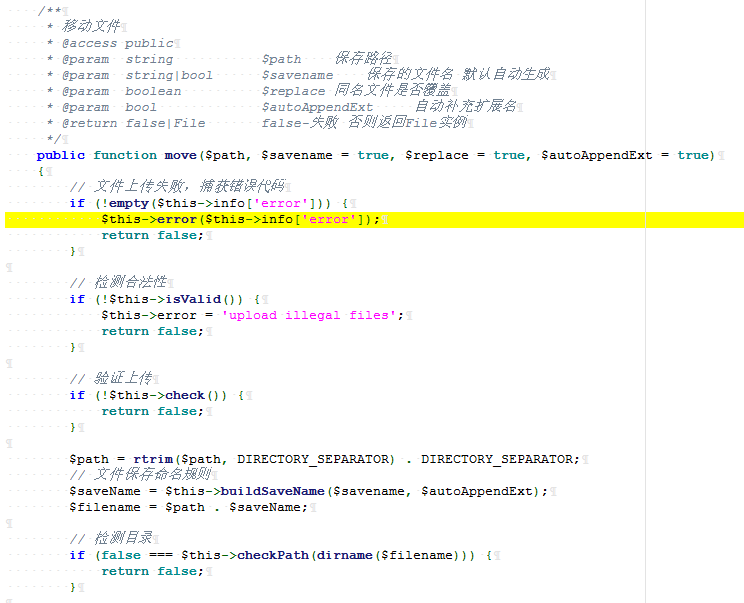 /**
 * 移动文件
 * @access public
 * @param  string           $path    保存路径
 * @param  string|bool      $savename    保存的文件名 默认自动生成
 * @param  boolean          $replace 同名文件是否覆盖
 * @param  bool             $autoAppendExt     自动补充扩展名
 * @return false|File       false-失败 否则返回File实例
 */
public function move($path, $savename = true, $replace = true, $autoAppendExt = true)
{
    // 文件上传失败，捕获错误代码
    if (!empty($this->info['error'])) {
        $this->error($this->info['error']);
        return false;
    }

    // 检测合法性
    if (!$this->isValid()) {
        $this->error = 'upload illegal files';
        return false;
    }

    // 验证上传
    if (!$this->check()) {
        return false;
    }

    $path = rtrim($path, DIRECTORY_SEPARATOR) . DIRECTORY_SEPARATOR;
    // 文件保存命名规则
    $saveName = $this->buildSaveName($savename, $autoAppendExt);
    $filename = $path . $saveName;

    // 检测目录
    if (false === $this->checkPath(dirname($filename))) {
        return false;
    }